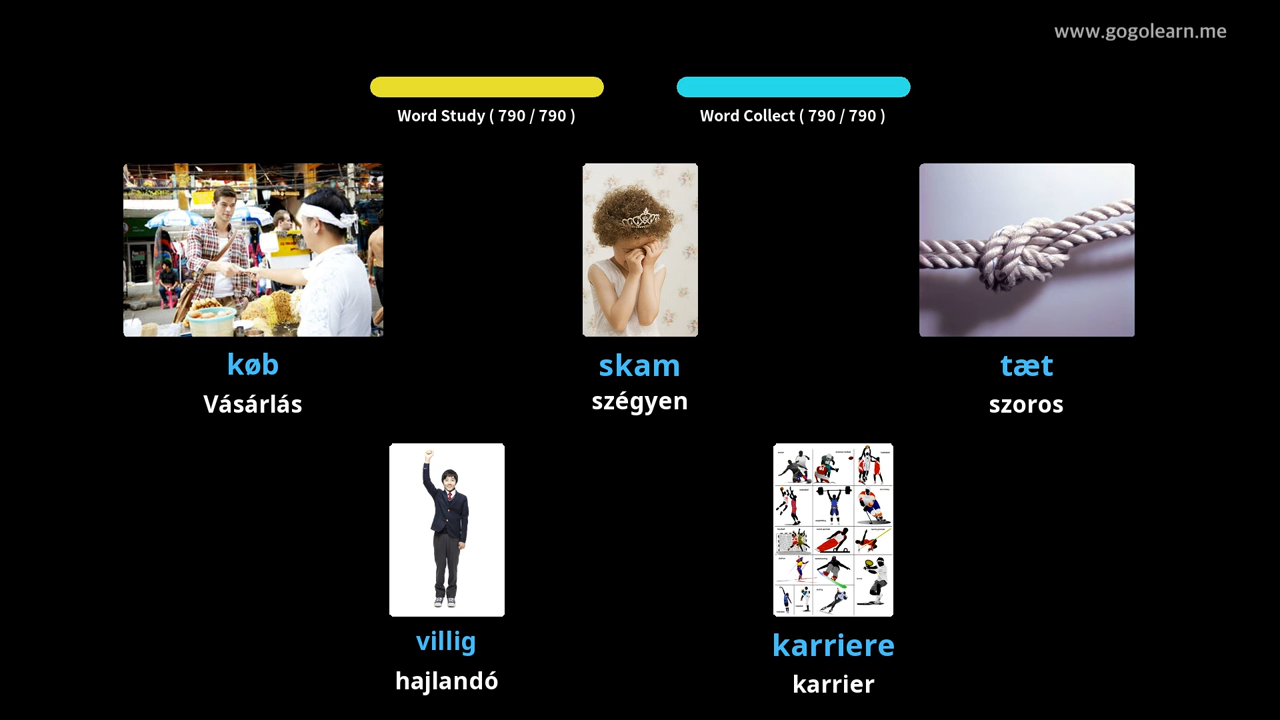 www.gogolearn.me
Word Study ( 790 / 790 )
Word Collect ( 790 / 790 )
køb
skam
tæt
Vásárlás
szégyen
szoros
villig
karriere
hajlandó
karrier